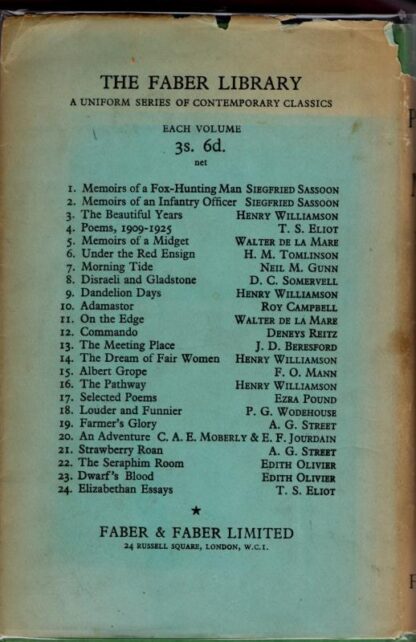 THE FABER LIBRARY
A UNIFORM SERIES OF CONTEMPORARY CLASSICS
EACH VOLUME
3s. 6d.
net
1. Memoirs of a Fox-Hunting Man SIEGFRIED SASSOON
2. Memoirs of an Infantry Officer SIEGFRIED SASSOON
3. The Beautiful Years HENRY WILLIAMSON
4. Poems, 1909-1925 T. S. ELIOT
5. Memoirs of a Midget WALTER DE LA MARE
6. Under the Red Ensign H. M. TOMLINSON
7. Morning Tide NEIL M. GUNN
8. Disraeli and Gladstone D. C. SOMERVELL
9. Dandelion Days HENRY WILLIAMSON
10. Adamastor ROY CAMPBELL
11. On the Edge WALTER DE LA MARE
12. Commando DENEYS REITZ
13. The Meeting Place J. D. BERESFORD
14. The Dream of Fair Women HENRY WILLIAMSON
15. Albert Grope F. O. MANN
16. The Pathway HENRY WILLIAMSON
17. Selected Poems EZRA POUND
18. Louder and Funnier P. G. WODEHOUSE
19. Farmer's Glory A. G. STREET
20. An Adventure C. A. E. MOBERLY & E. F. JOURDAIN
21. Strawberry Roan A. G. STREET
22. The Seraphim Room EDITH OLIVIER
23. Dwarf's Blood EDITH OLIVIER
24. Elizabethan Essays T. S. ELIOT
FABER & FABER LIMITED
24 RUSSELL SQUARE, LONDON, W.C.1.